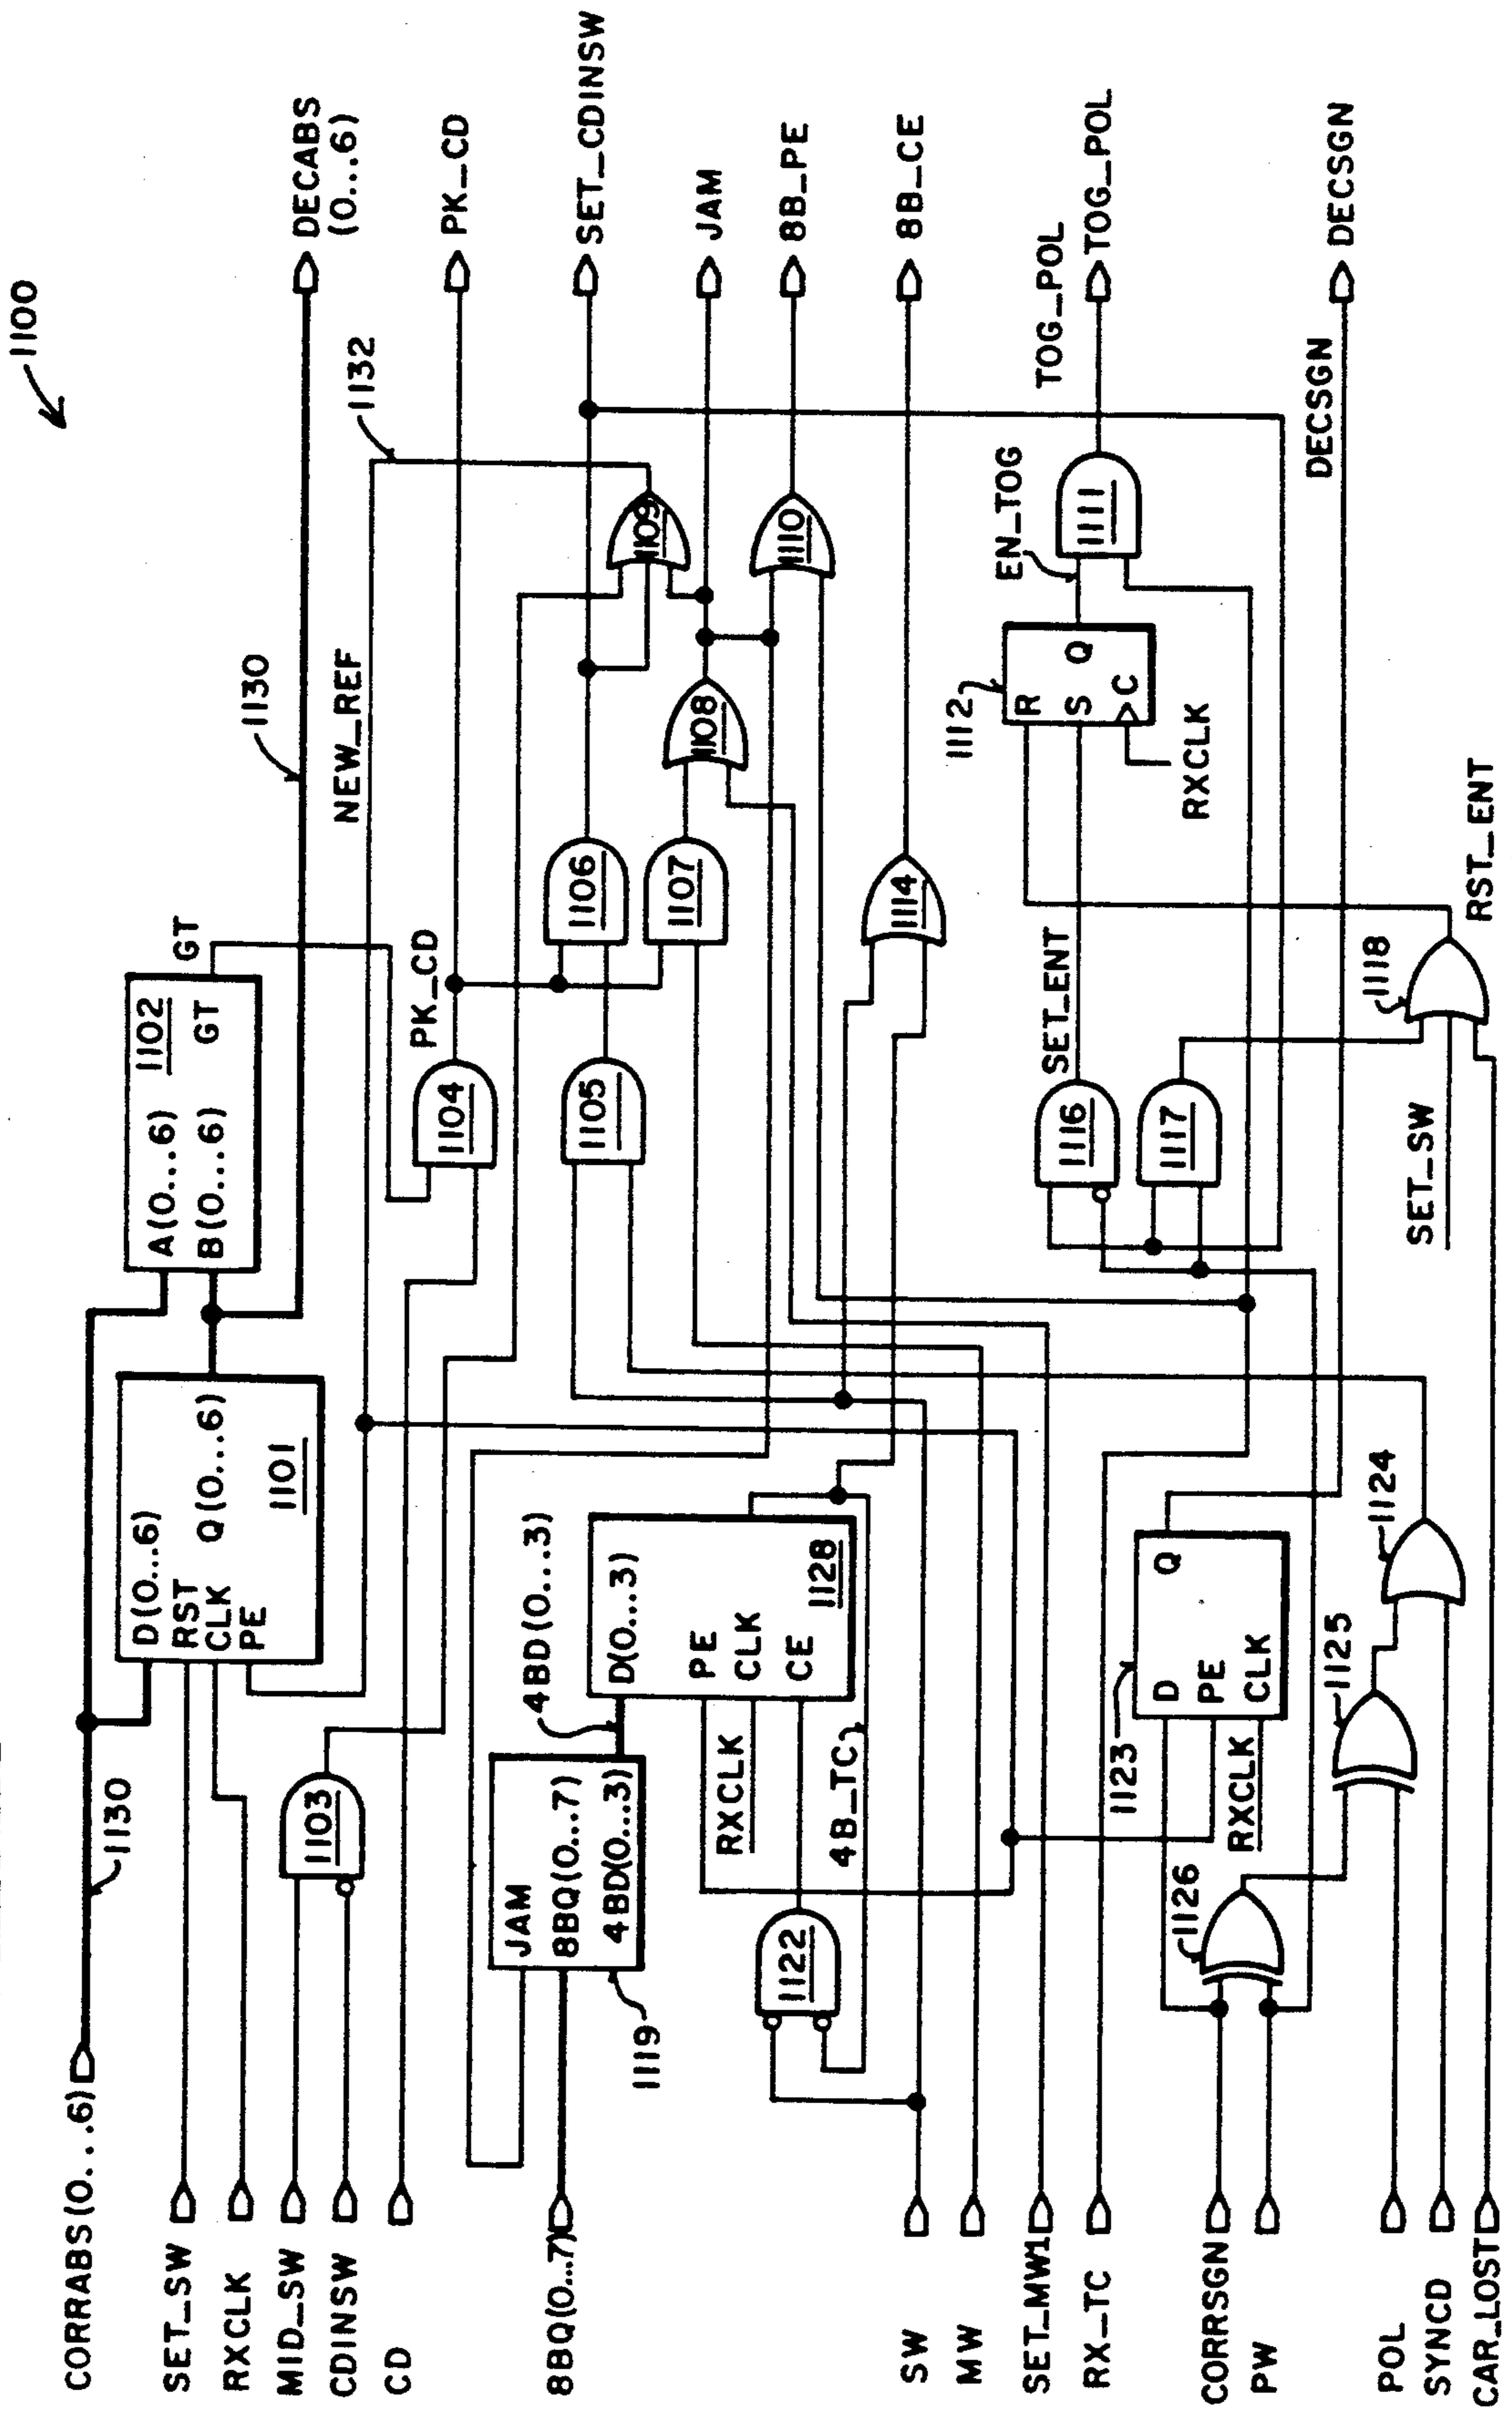 1100
CORRABS(0...6)
1130
SET_SW
RXCLK
MID_SW
CDINSW
CD
8BQ(0...7)
SW
MW
SET_MW1
RX_TC
CORRSGN
PW
POL
SYNCD
CAR_LOST
D(0...6)
RST
CLK
PE
Q(0...6)
1101
A(0...6)
B(0...6)
1102
GT
GT
1130
DECABS
(0...6)
NEW_REF
1132
1103
PK_CD
1104
PK_CD
1105
1106
SET_CDINSW
1107
1108
1109
JAM
1110
8B_PE
JAM
8BQ(0...7)
4BD(0...3)
1119
4BD(0...3)
D(0...3)
PE
CLK
CE
1128
RXCLK
4B_TC
1122
1114
8B_CE
1112
R
S
C
Q
RXCLK
EN_TOG
1111
TOG_POL
TOG_POL
SET_ENT
1116
1117
1118
SET_SW
RST_ENT
1123
D
PE
CLK
Q
RXCLK
DECSGN
DECSGN
1126
1125
1124